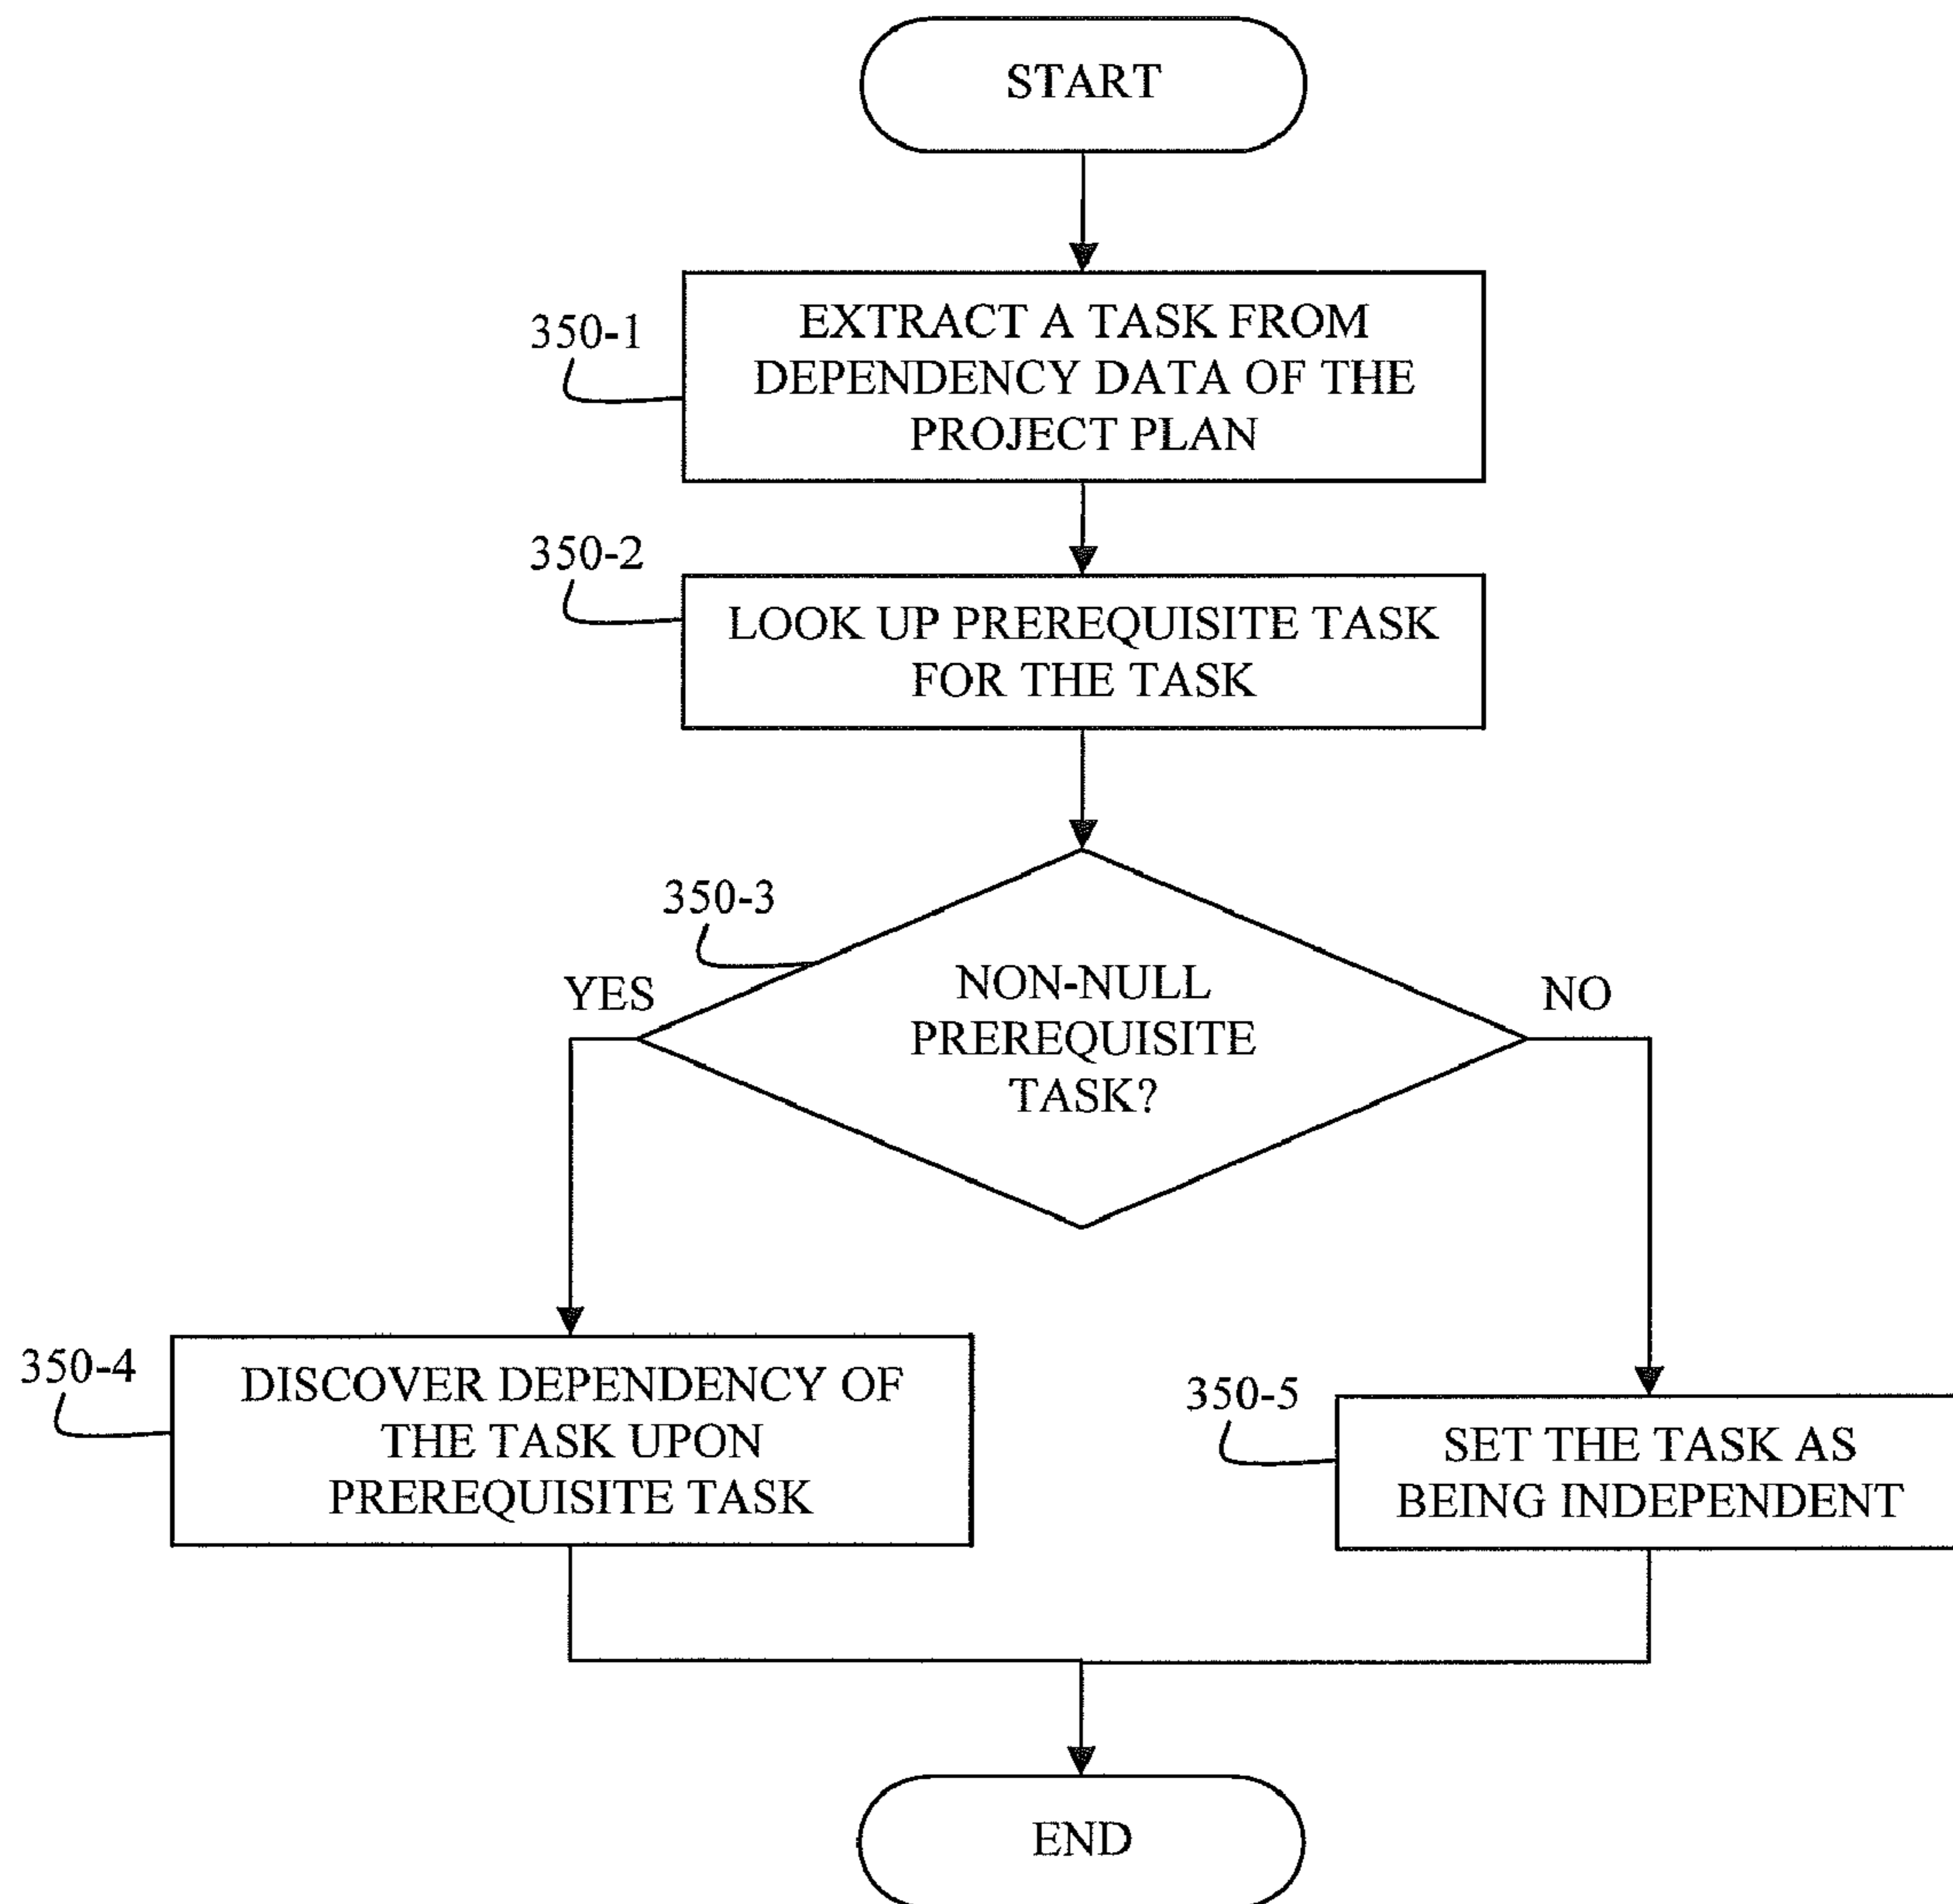 START
350-1
EXTRACT A TASK FROM
DEPENDENCY DATA OF THE
PROJECT PLAN
350-2
LOOK UP PREREQUISITE TASK
FOR THE TASK
350-3
YES
NON-NULL
PREREQUISITE
TASK?
NO
350-4
DISCOVER DEPENDENCY OF
THE TASK UPON
PREREQUISITE TASK
350-5
SET THE TASK AS
BEING INDEPENDENT
END